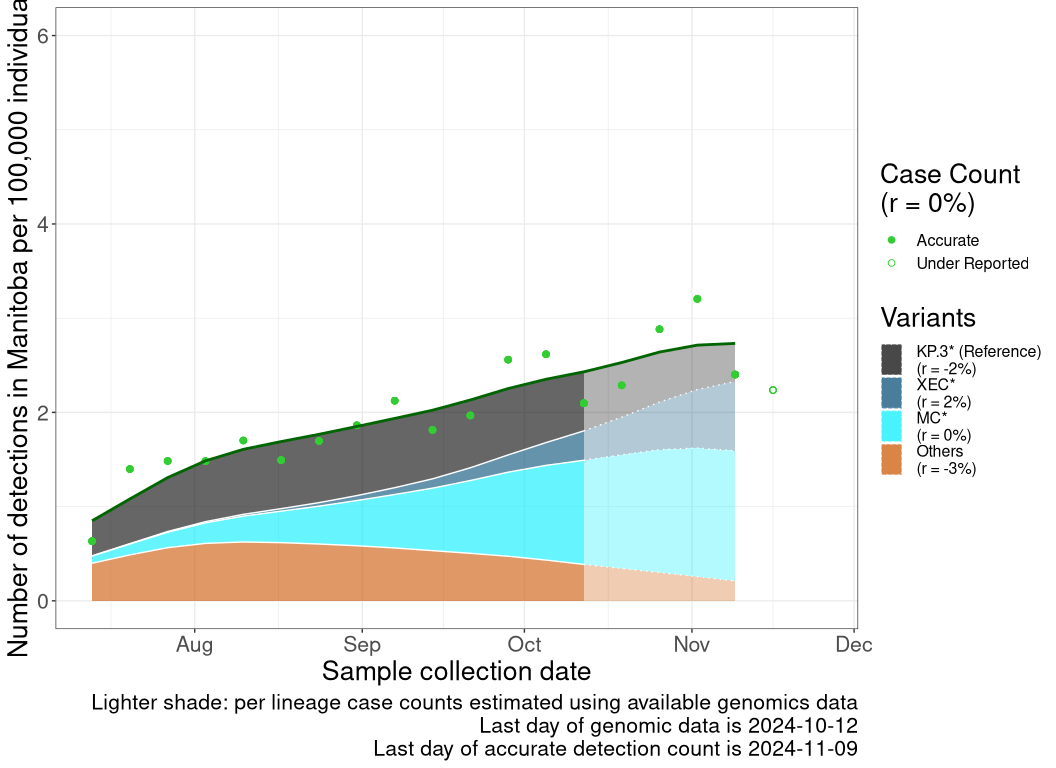 Number of detections in Manitoba per 100,000
6
4
2
0
Aug
Sep
Oct
Nov
Dec
Sample collection date
Case Count
(r = 0%)
Accurate
Under Reported
Variants
KP.3* (Reference)
(r = -2%)
XEC*
(r = 2%)
MC*
(r = 0%)
Others
(r = -3%)
Lighter shade: per lineage case counts estimated using available genomics data
Last day of genomic data is 2024-10-12
Last day of accurate detection count is 2024-11-09